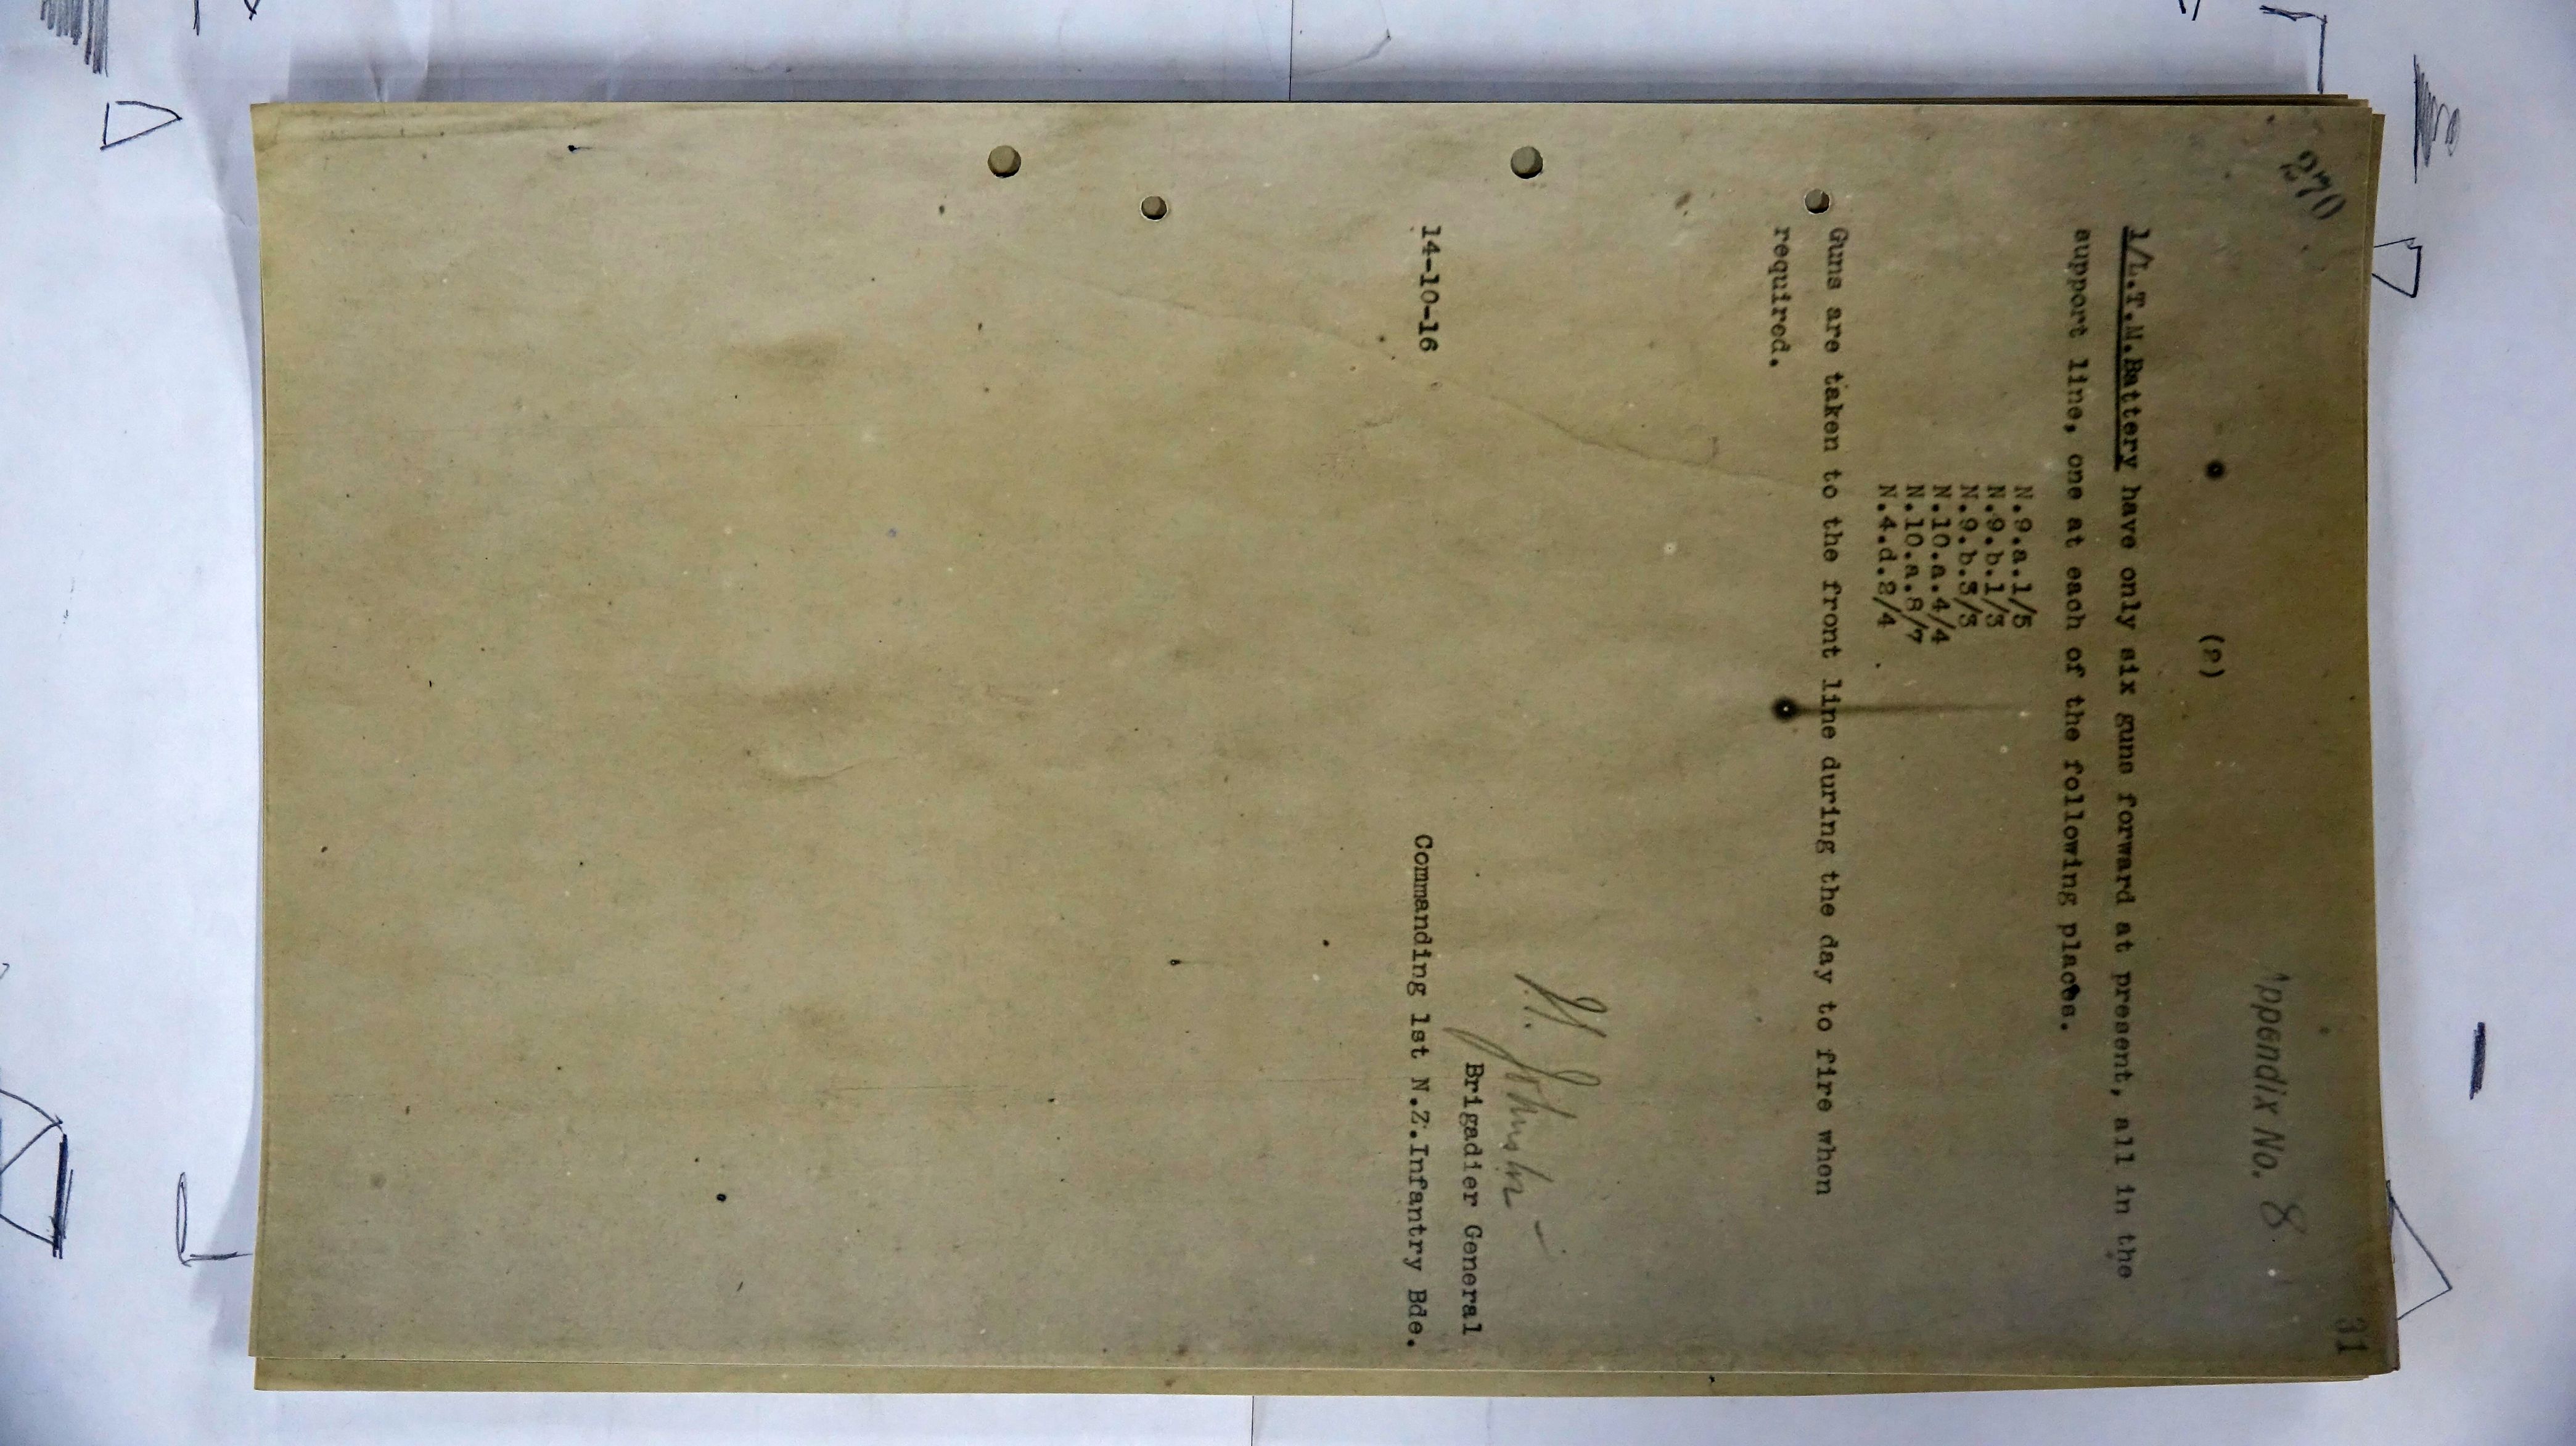 270
31
Appendix No. 8
(2)
1/L.T.M.Battery have only six guns forward at present, all in the
support line, one at each of the following places.
N.9.a.1/5
N.9.b.1/3
N.9.b.3/3
N.10.a.4/4
N.10.a.8/7
N.4.d.2/4
Guns are taken to the front line during the day to fire when
required.
Johnston
Brigadier General
14-10-16
Commanding 1st N.Z.Infantry Bde.